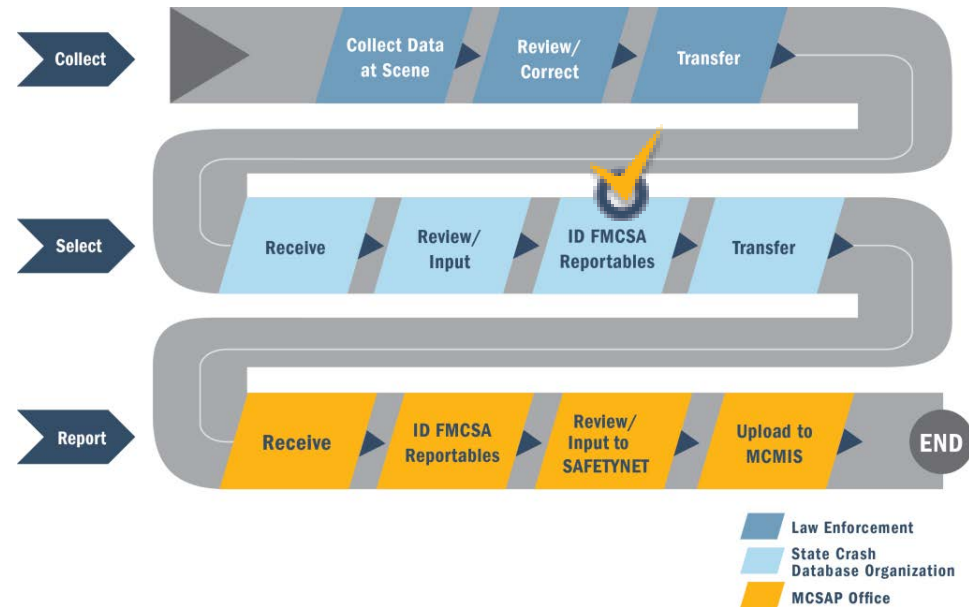 Collect
Collect Data
at Scene
Review/
Correct
Transfer
Select
Receive
Review/
Input
ID FMCSA
Reportables
Transfer
Report
Receive
ID FMCSA
Reportables
Review/
Input to
SAFETYNET
Upload to
MCMIS
END
Law Enforcement
State Crash
Database Organization
MCSAP Office